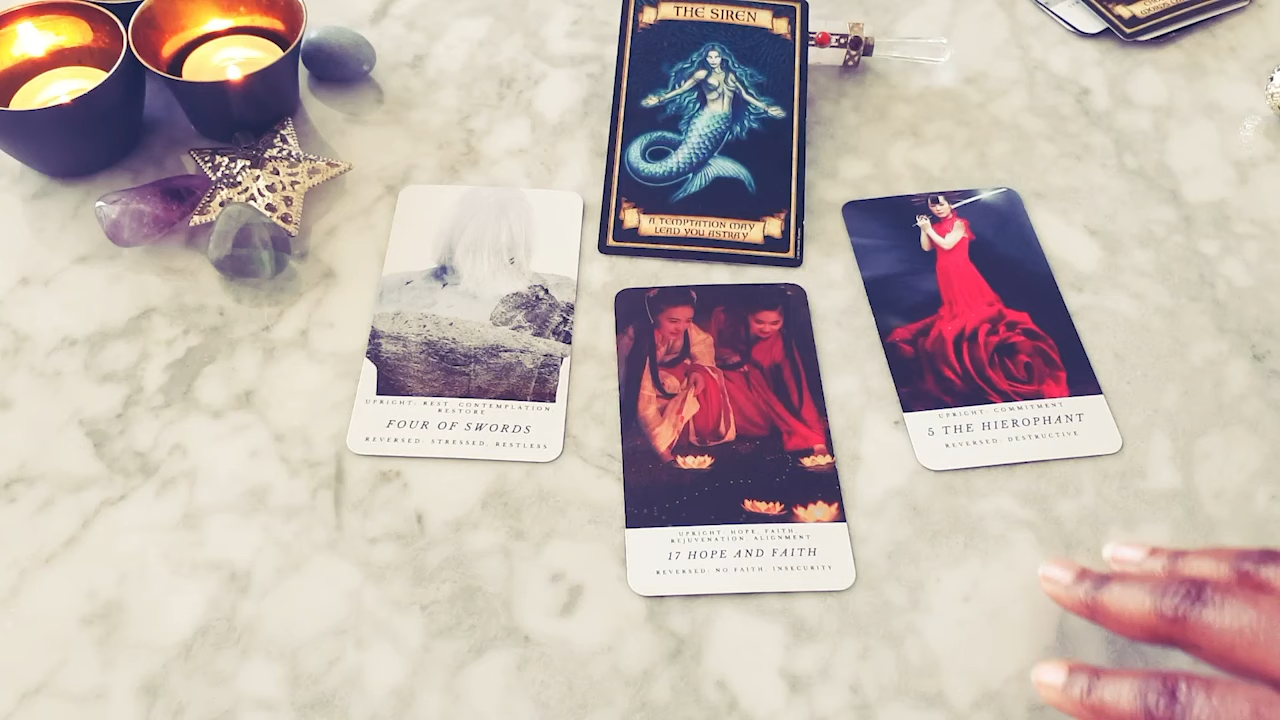 THE SIREN
A TEMPTATION MAY
LEAD YOU ASTRAY
UPRIGHT: REST, CONTEMPLATION
RESTORE
FOUR OF SWORDS
REVERSED: STRESSED, RESTLESS
UPRIGHT: HOPE, FAITH,
REJUVENATION, ALIGNMENT
17 HOPE AND FAITH
REVERSED: NO FAITH, INSECURITY
UPRIGHT: COMMITMENT
5 THE HIEROPHANT
REVERSED: DESTRUCTIVE